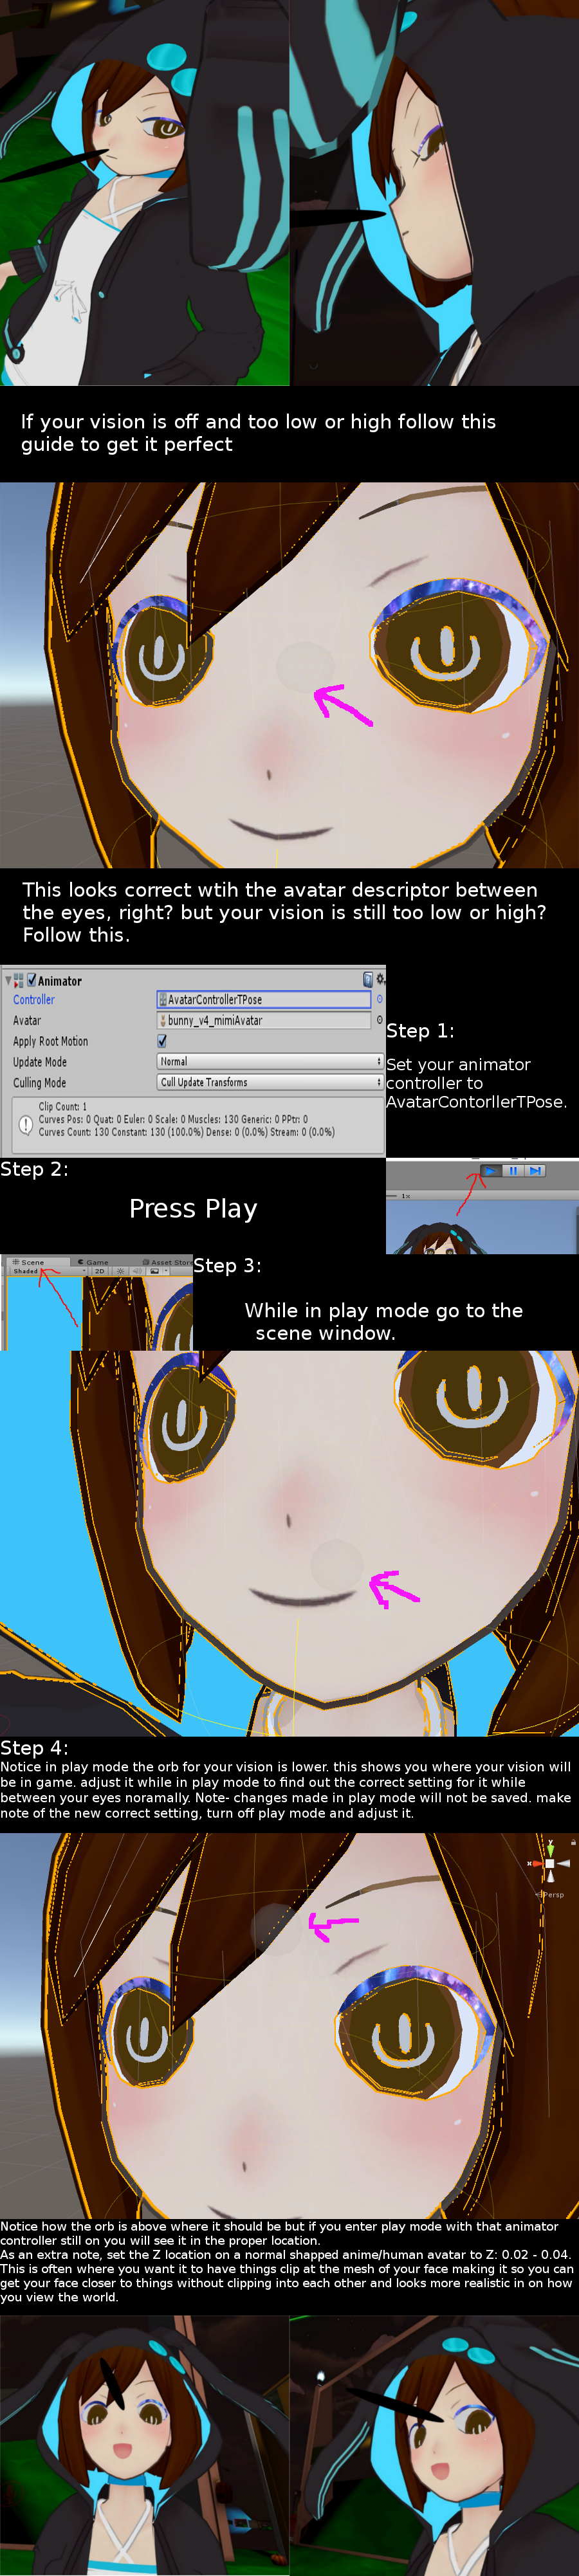 If your vision is off and too low or high follow this
guide to get it perfect
This looks correct wtih the avatar descriptor between
the eyes, right? but your vision is still too low or high?
Follow this.
Animator
Controller AvatarControllerTPose
Avatar bunny_v4_mimiAvatar
Apply Root Motion
Update Mode Normal
Culling Mode Cull Update Transforms
Clip Count: 1
Curves Pos: 0 Quat: 0 Euler: 0 Scale: 0 Muscles: 130 Generic: 0 PPtr: 0
Curves Count: 130 Constant: 130 (100.0%) Dense: 0 (0.0%) Stream: 0 (0.0%)
Step 1:
Set your animator
controller to
AvatarContorllerTPose.
Step 2:
Press Play
1x
Scene Game Asset Store
Shaded 2D
Step 3:
While in play mode go to the
scene window.
Step 4:
Notice in play mode the orb for your vision is lower. this shows you where your vision will
be in game. adjust it while in play mode to find out the correct setting for it while
between your eyes noramally. Note- changes made in play mode will not be saved. make
note of the new correct setting, turn off play mode and adjust it.
y
x
Persp
Notice how the orb is above where it should be but if you enter play mode with that animator
controller still on you will see it in the proper location.
As an extra note, set the Z location on a normal shapped anime/human avatar to Z: 0.02 - 0.04.
This is often where you want it to have things clip at the mesh of your face making it so you can
get your face closer to things without clipping into each other and looks more realistic in on how
you view the world.